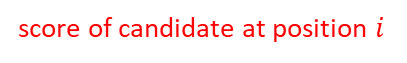 score of candidate at position 𝑖